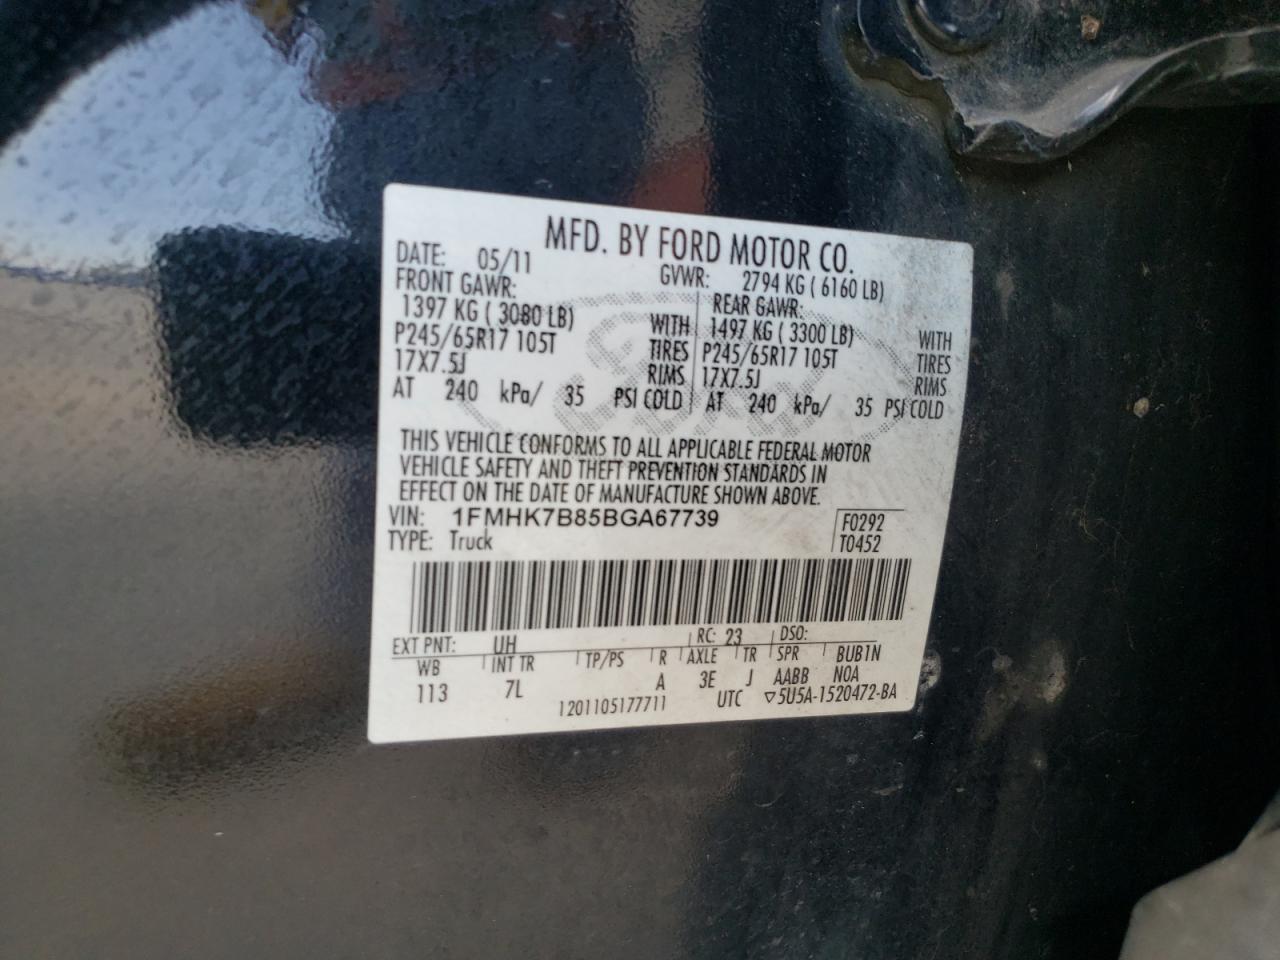 MFD. BY FORD MOTOR CO.
DATE: 05/11 GVWR: 2794 KG ( 6160 LB)
FRONT GAWR: REAR GAWR:
1397 KG ( 3080 LB) WITH 1497 KG ( 3300 LB) WITH
P245/65R17 105T TIRES P245/65R17 105T TIRES
17X7.5J RIMS 17X7.5J RIMS
AT 240 kPa/ 35 PSI COLD AT 240 kPa/ 35 PSI COLD
Ford
THIS VEHICLE CONFORMS TO ALL APPLICABLE FEDERAL MOTOR
VEHICLE SAFETY AND THEFT PREVENTION STANDARDS IN
EFFECT ON THE DATE OF MANUFACTURE SHOWN ABOVE.
VIN: 1FMHK7B85BGA67739 F0292
TYPE: Truck T0452
EXT PNT: UH RC: 23 DSO:
WB INT TR TP/PS R AXLE TR SPR BUB1N
113 7L A 3E J AABB NOA
1201105177711 UTC ▽5U5A-1520472-BA